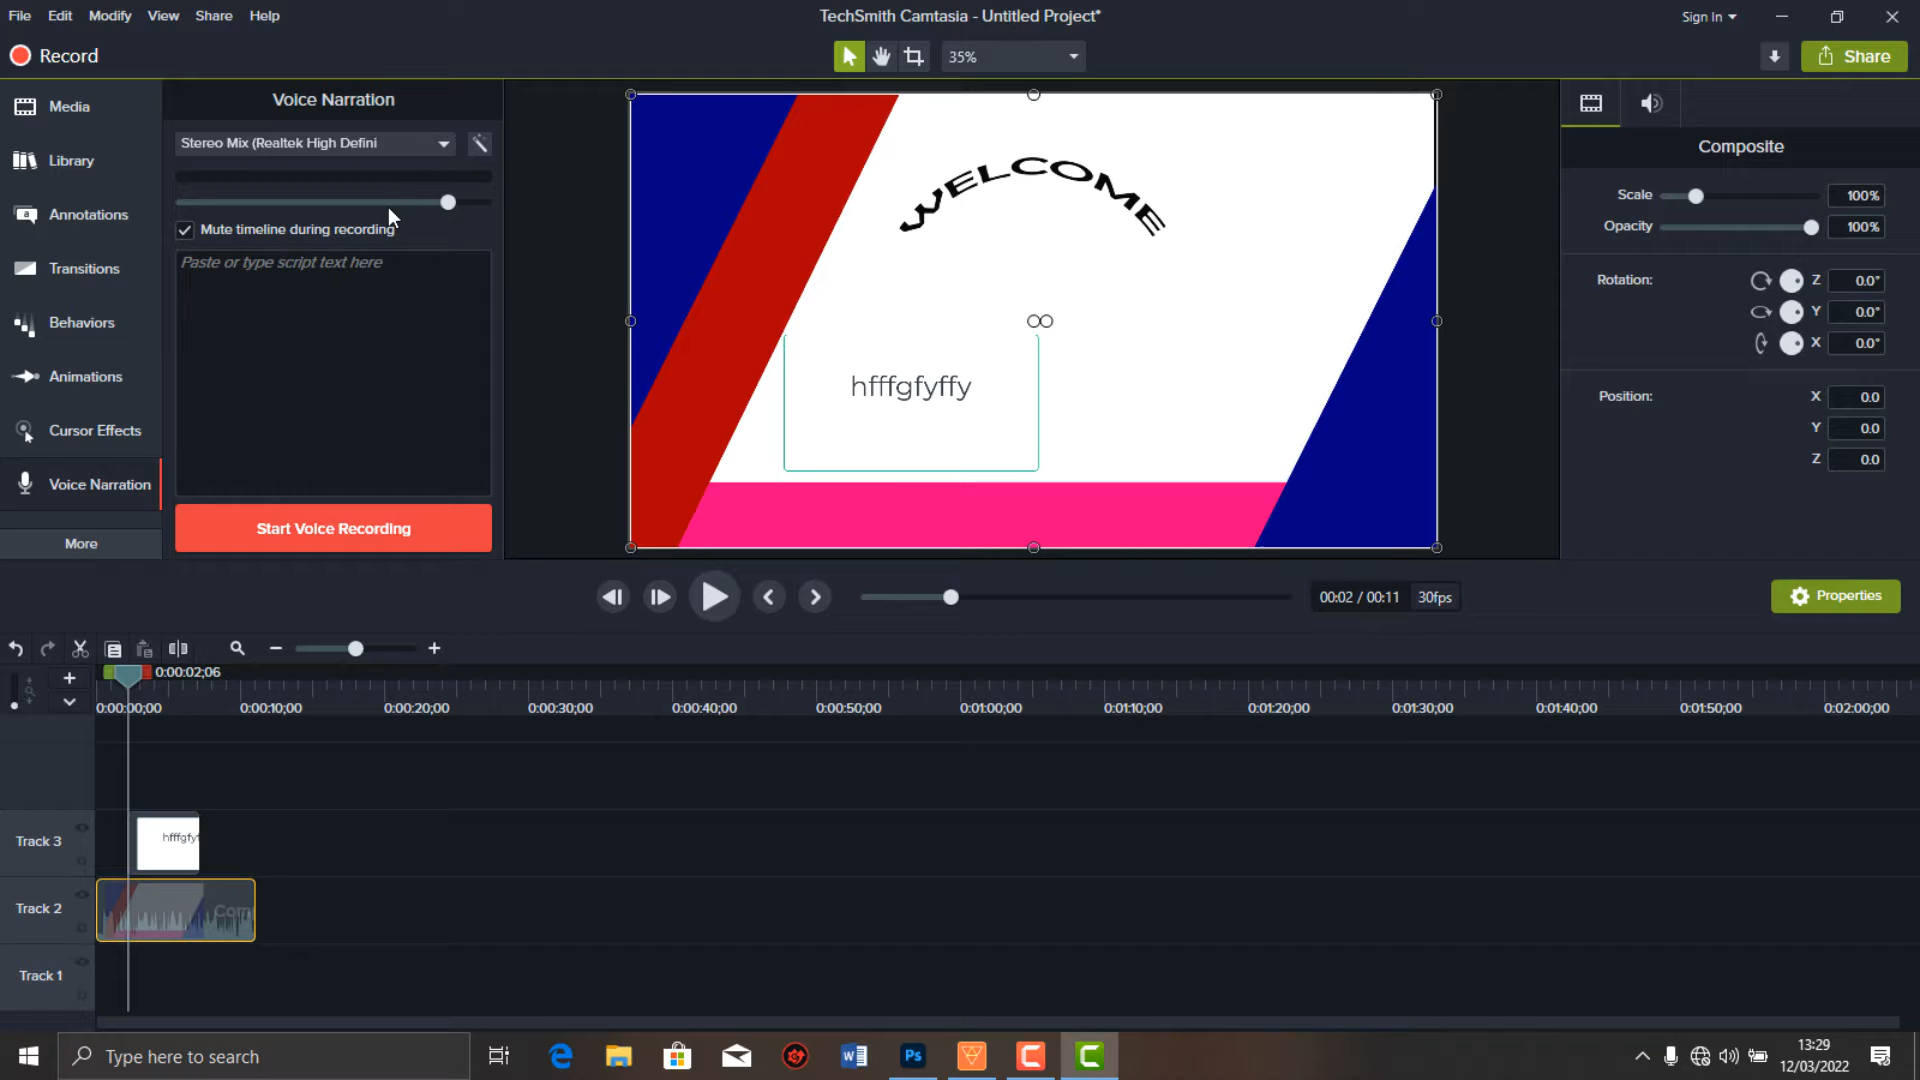 File Edit Modify View Share Help
TechSmith Camtasia - Untitled Project*
Sign In
Record
35%
Share
Media
Library
Annotations
Transitions
Behaviors
Animations
Cursor Effects
Voice Narration
More
Voice Narration
Stereo Mix (Realtek High Defini
Mute timeline during recording
Paste or type script text here
Start Voice Recording
WELCOME
hfffgfyffy
Composite
Scale 100%
Opacity 100%
Rotation: Z 0.0°
Y 0.0°
X 0.0°
Position: X 0.0
Y 0.0
Z 0.0
00:02 / 00:11 30fps
Properties
0:00:02;06
0:00:00;00 0:00:10;00 0:00:20;00 0:00:30;00 0:00:40;00 0:00:50;00 0:01:00;00 0:01:10;00 0:01:20;00 0:01:30;00 0:01:40;00 0:01:50;00 0:02:00;00
Track 3
hfffgfyf
Track 2
Com
Track 1
Type here to search
Ps
13:29
12/03/2022